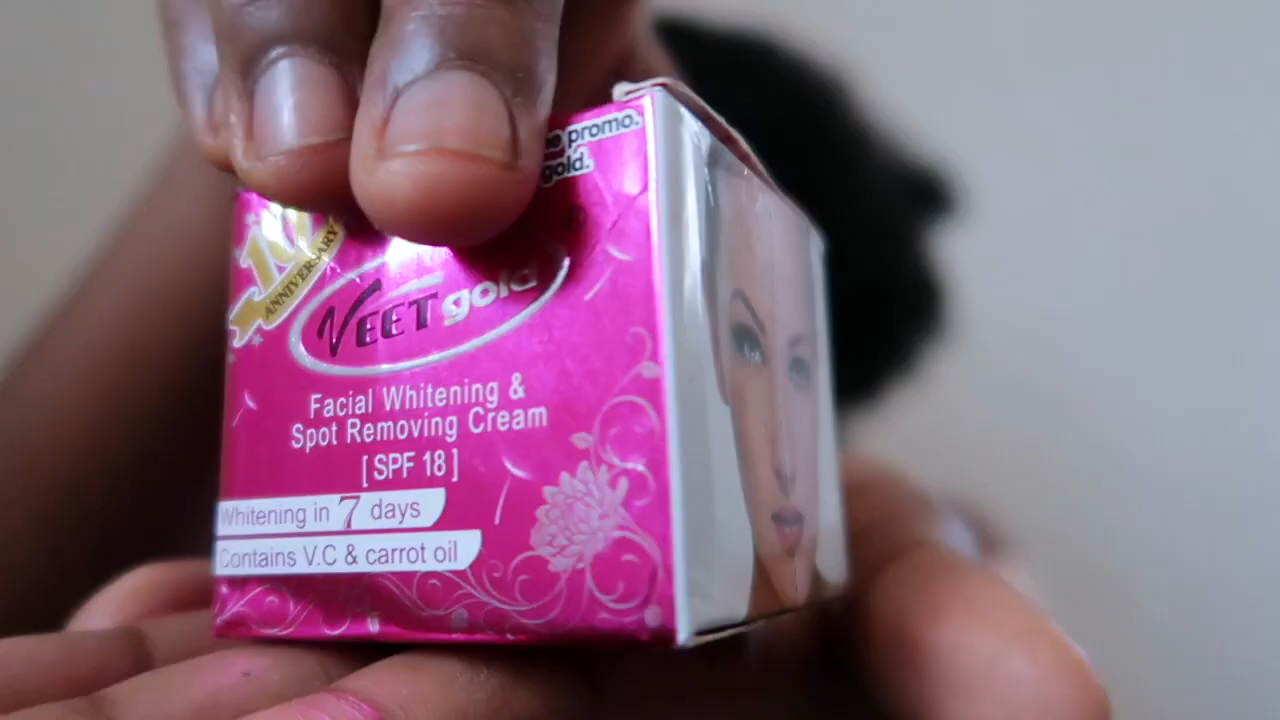 promo.
gold.
10
ANNIVERSARY
VEET gold
Facial Whitening &
Spot Removing Cream
[ SPF 18 ]
Whitening in 7 days
Contains V.C & carrot oil